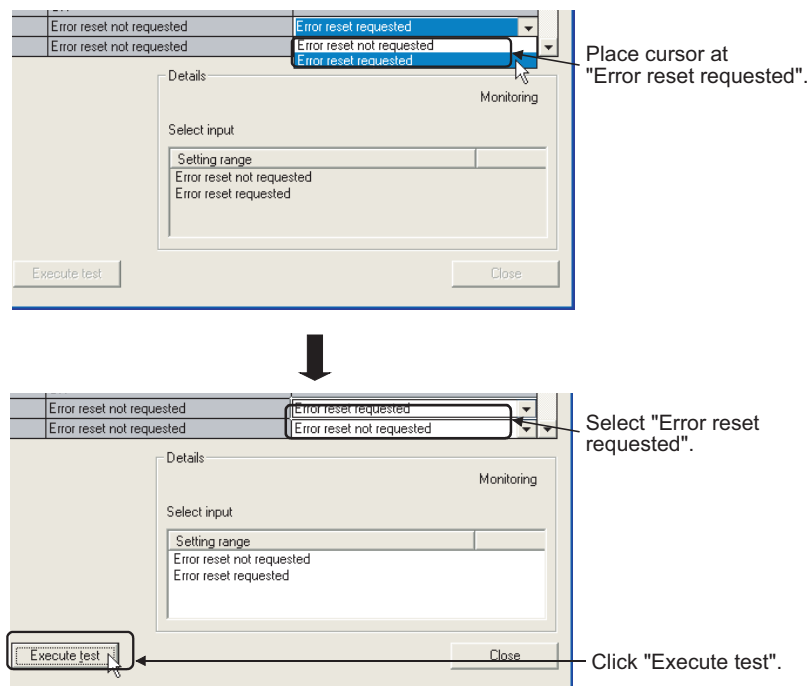 Error reset not requested Error reset requested
Error reset not requested Error reset not requested
Error reset requested
Place cursor at
"Error reset requested".
Details
Monitoring
Select input
Setting range
Error reset not requested
Error reset requested
Execute test Close
Error reset not requested Error reset requested
Error reset not requested Error reset not requested
Select "Error reset
requested".
Details
Monitoring
Select input
Setting range
Error reset not requested
Error reset requested
Execute test Close
Click "Execute test".